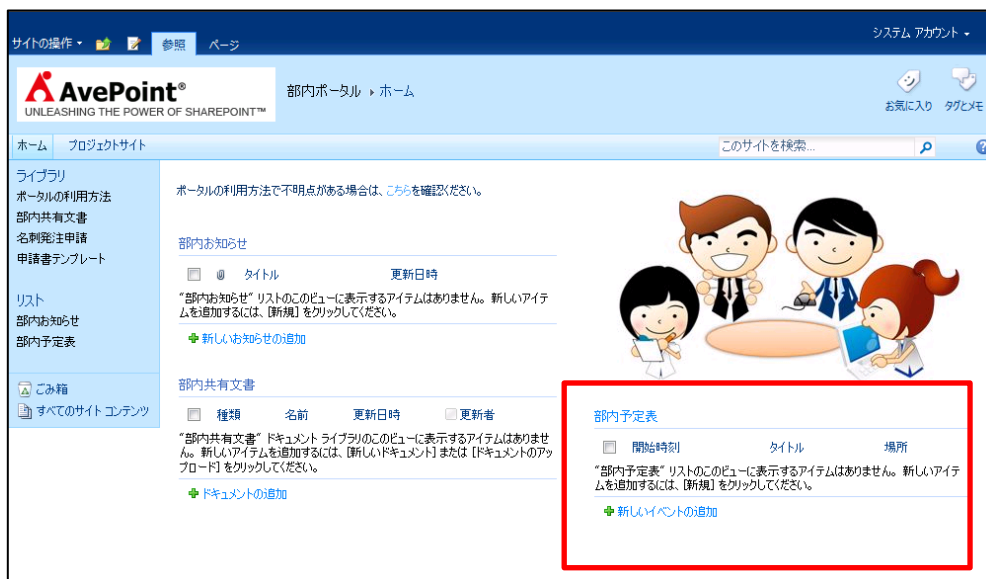 システム アカウント
サイトの操作
参照
ページ
AvePoint®
UNLEASHING THE POWER OF SHAREPOINT™
部内ポータル ▸ ホーム
お気に入り
タグとメモ
ホーム
プロジェクトサイト
このサイトを検索...
ライブラリ
ポータルの利用方法
部内共有文書
名刺発注申請
申請書テンプレート
リスト
部内お知らせ
部内予定表
ごみ箱
すべてのサイト コンテンツ
ポータルの利用方法で不明点がある場合は、こちらを確認ください。
部内お知らせ
タイトル 更新日時
"部内お知らせ" リストのこのビューに表示するアイテムはありません。新しいアイテ
ムを追加するには、[新規] をクリックしてください。
新しいお知らせの追加
部内共有文書
種類 名前 更新日時 更新者
"部内共有文書" ドキュメント ライブラリのこのビューに表示するアイテムはありませ
ん。新しいアイテムを追加するには、[新しいドキュメント] または [ドキュメントのアッ
プロード] をクリックしてください。
ドキュメントの追加
部内予定表
開始時刻 タイトル 場所
"部内予定表" リストのこのビューに表示するアイテムはありません。新しいアイテ
ムを追加するには、[新規] をクリックしてください。
新しいイベントの追加